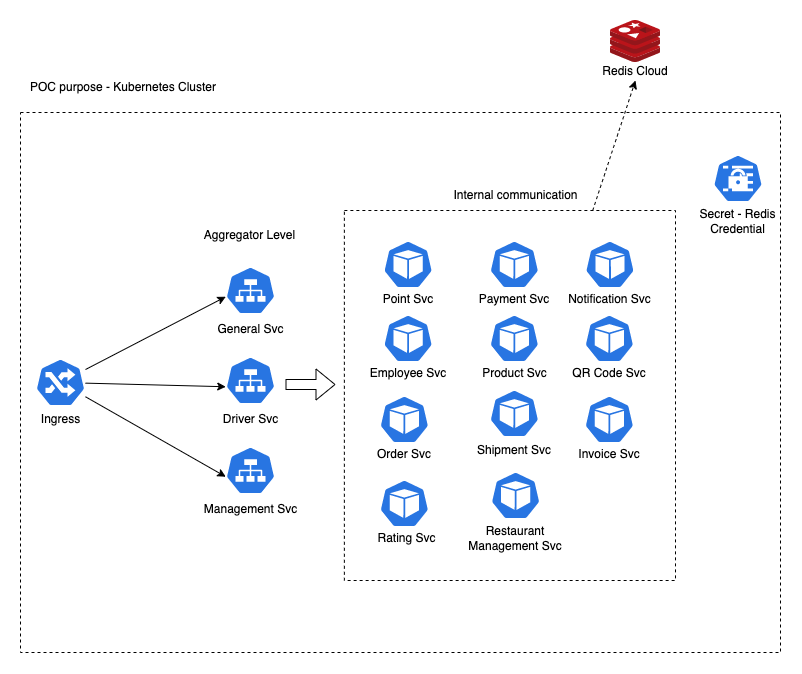 Redis Cloud
POC purpose - Kubernetes Cluster
Secret - Redis
Credential
Internal communication
Aggregator Level
General Svc
Driver Svc
Management Svc
Ingress
Point Svc
Payment Svc
Notification Svc
Employee Svc
Product Svc
QR Code Svc
Order Svc
Shipment Svc
Invoice Svc
Rating Svc
Restaurant
Management Svc